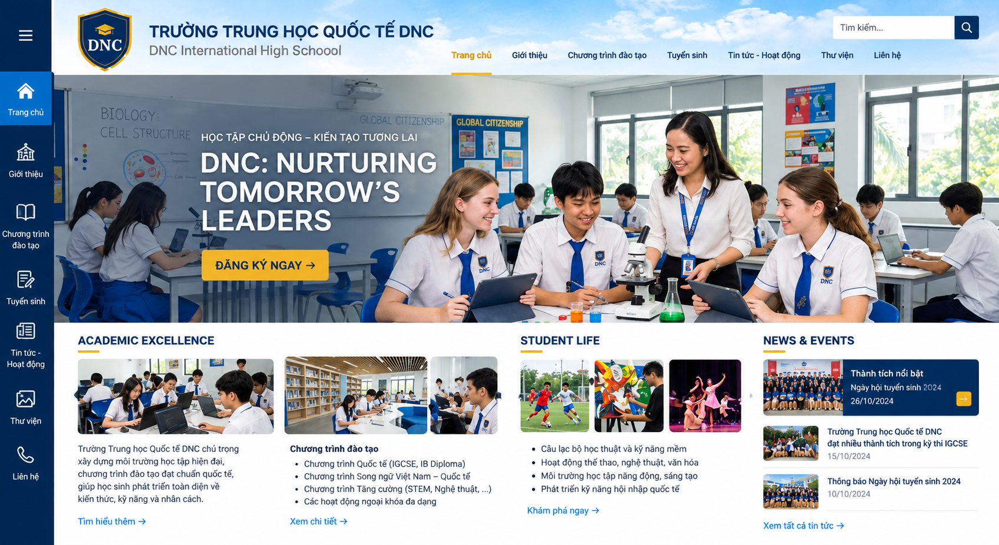 DNC
TRƯỜNG TRUNG HỌC QUỐC TẾ DNC
DNC International High Schoool
Tìm kiếm...
Trang chủ
Giới thiệu
Chương trình đào tạo
Tuyển sinh
Tin tức - Hoạt động
Thư viện
Liên hệ
Trang chủ
Giới thiệu
Chương trình
đào tạo
Tuyển sinh
Tin tức -
Hoạt động
Thư viện
Liên hệ
BIOLOGY:
CELL STRUCTURE
GLOBAL CITIZENSHIP
GLOBAL CITIZENSHIP
HỌC TẬP CHỦ ĐỘNG – KIẾN TẠO TƯƠNG LAI
DNC: NURTURING
TOMORROW'S
LEADERS
ĐĂNG KÝ NGAY →
DNC
DNC
DNC
ACADEMIC EXCELLENCE
Trường Trung học Quốc tế DNC chú trọng
xây dựng môi trường học tập hiện đại,
chương trình đào tạo đạt chuẩn quốc tế,
giúp học sinh phát triển toàn diện về
kiến thức, kỹ năng và nhân cách.
Tìm hiểu thêm →
Chương trình đào tạo
• Chương trình Quốc tế (IGCSE, IB Diploma)
• Chương trình Song ngữ Việt Nam – Quốc tế
• Chương trình Tăng cường (STEM, Nghệ thuật, ...)
• Các hoạt động ngoại khóa đa dạng
Xem chi tiết →
STUDENT LIFE
• Câu lạc bộ học thuật và kỹ năng mềm
• Hoạt động thể thao, nghệ thuật, văn hóa
• Môi trường học tập năng động, sáng tạo
• Phát triển kỹ năng hội nhập quốc tế
Khám phá ngay →
NEWS & EVENTS
Thành tích nổi bật
Ngày hội tuyển sinh 2024
26/10/2024
Trường Trung học Quốc tế DNC
đạt nhiều thành tích trong kỳ thi IGCSE
15/10/2024
Thông báo Ngày hội tuyển sinh 2024
10/10/2024
Xem tất cả tin tức →